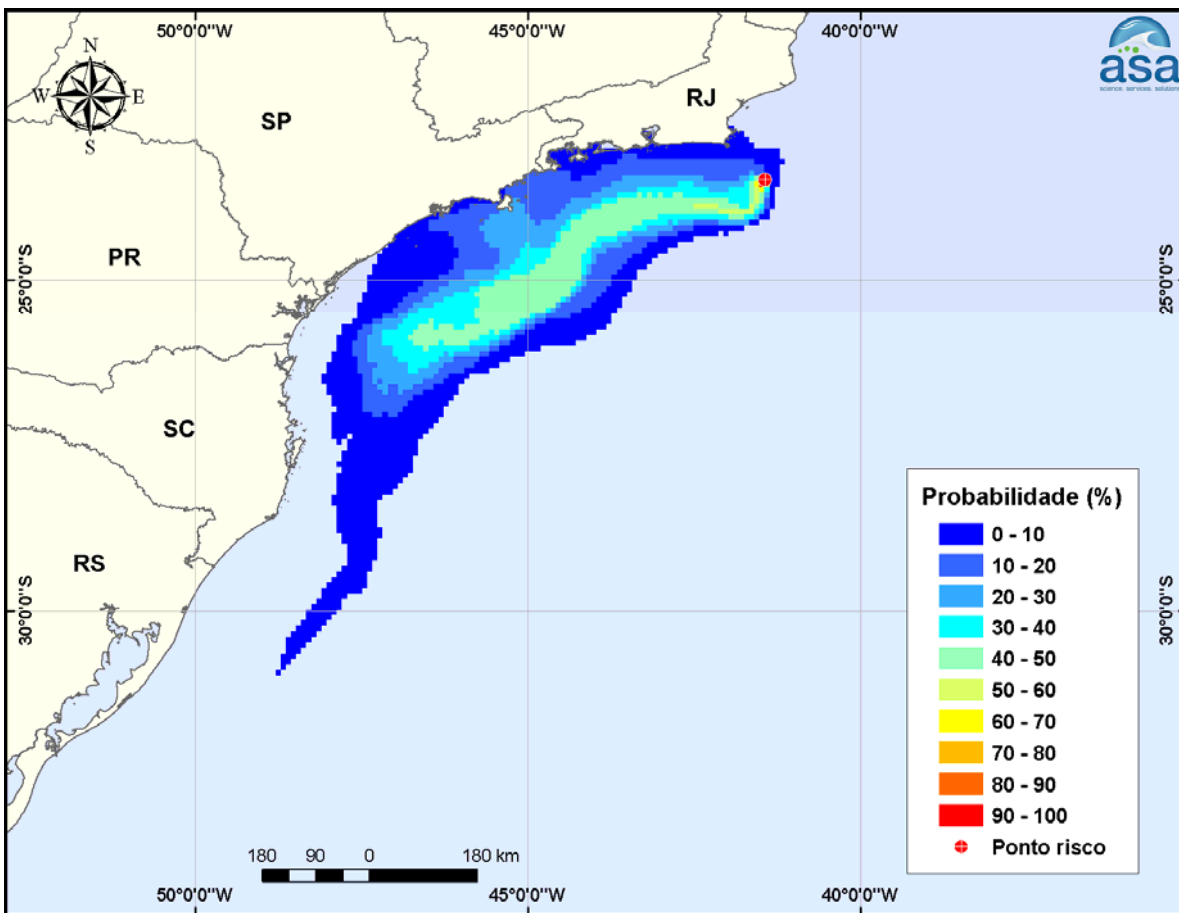 50°0'0"W
45°0'0"W
40°0'0"W
asa
science. services. solutions.
N
W
E
S
SP
RJ
PR
25°0'0"S
25°0'0"S
SC
RS
30°0'0"S
30°0'0"S
Probabilidade (%)
0 - 10
10 - 20
20 - 30
30 - 40
40 - 50
50 - 60
60 - 70
70 - 80
80 - 90
90 - 100
Ponto risco
180 90 0 180 km
50°0'0"W
45°0'0"W
40°0'0"W